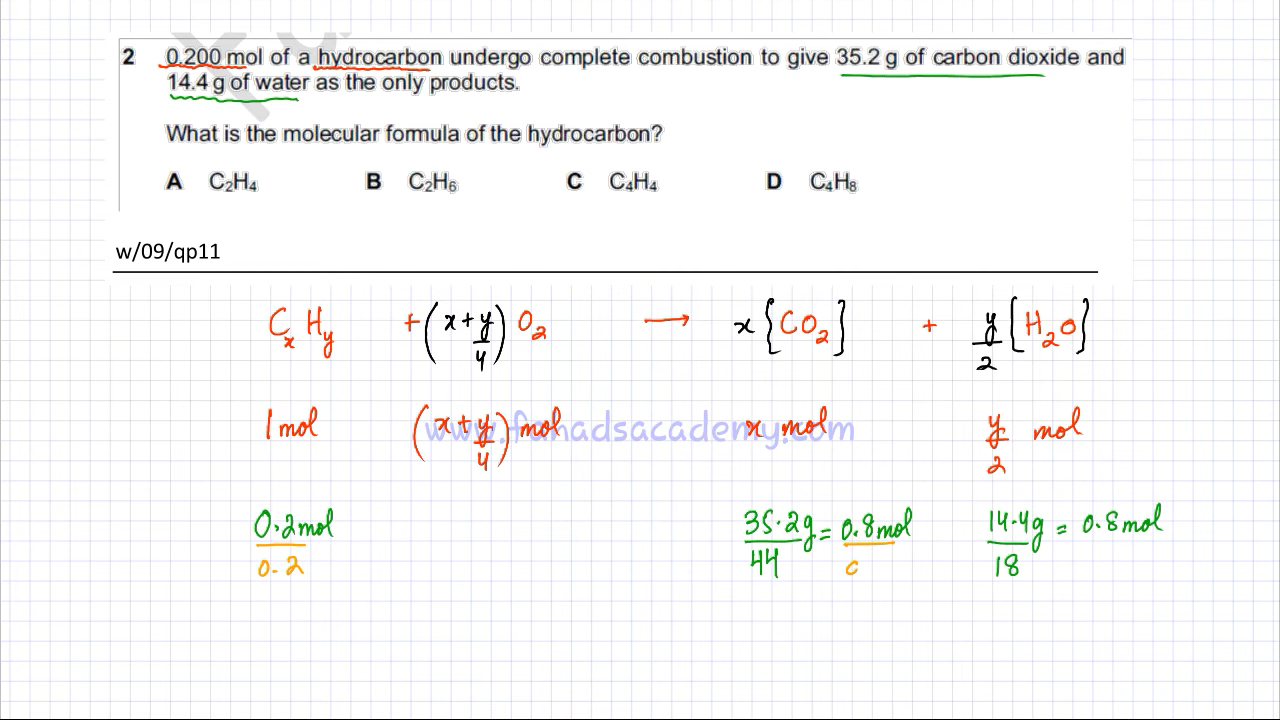 2 0.200 mol of a hydrocarbon undergo complete combustion to give 35.2 g of carbon dioxide and
14.4 g of water as the only products.
What is the molecular formula of the hydrocarbon?
A C₂H₄ B C₂H₆ C C₄H₄ D C₄H₈
w/09/qp11
CₓHy + (x + y/4) O₂ → x[CO₂] + y/2 [H₂O]
1 mol (x + y/4) mol x mol y/2 mol
www.fahadsacademy.com
0.2mol/0.2 35.2g/44 = 0.8mol/0 14.4g/18 = 0.8 mol